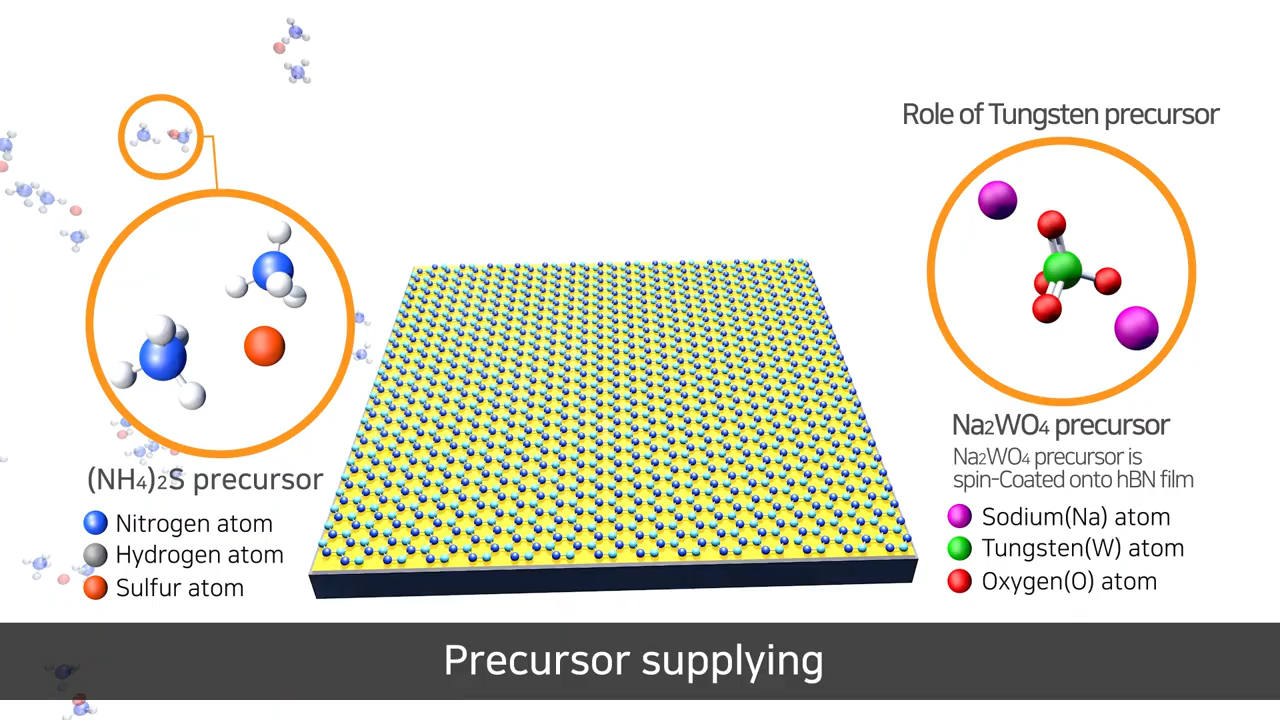 Role of Tungsten precursor
(NH4)2S precursor
Nitrogen atom
Hydrogen atom
Sulfur atom
Na2WO4 precursor
Na2WO4 precursor is
spin-Coated onto hBN film
Sodium(Na) atom
Tungsten(W) atom
Oxygen(O) atom
Precursor supplying